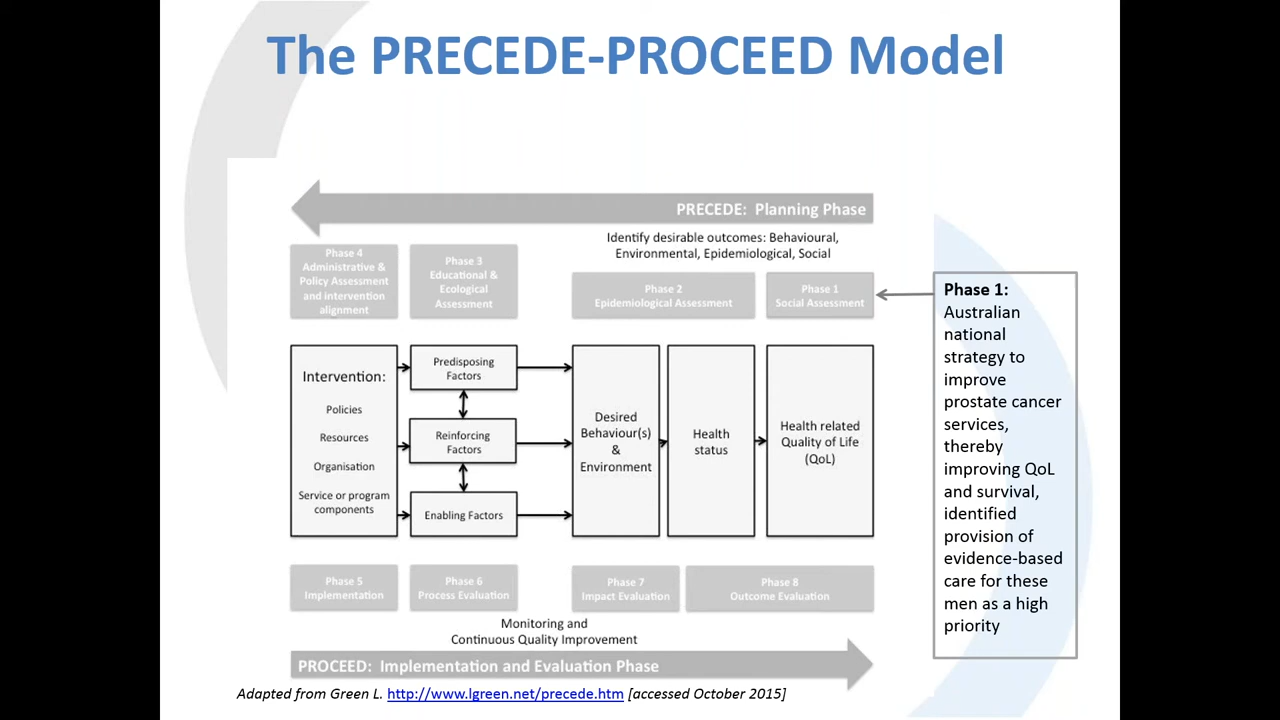 The PRECEDE-PROCEED Model
PRECEDE: Planning Phase
Identify desirable outcomes: Behavioural,
Environmental, Epidemiological, Social
Phase 4
Administrative &
Policy Assessment
and intervention
alignment
Phase 3
Educational &
Ecological
Assessment
Phase 2
Epidemiological Assessment
Phase 1
Social Assessment
Phase 1:
Australian
national
strategy to
improve
prostate cancer
services,
thereby
improving QoL
and survival,
identified
provision of
evidence-based
care for these
men as a high
priority
Intervention:
Policies
Resources
Organisation
Service or program
components
Predisposing
Factors
Reinforcing
Factors
Enabling Factors
Desired
Behaviour(s)
&
Environment
Health
status
Health related
Quality of Life
(QoL)
Phase 5
Implementation
Phase 6
Process Evaluation
Phase 7
Impact Evaluation
Phase 8
Outcome Evaluation
Monitoring and
Continuous Quality Improvement
PROCEED: Implementation and Evaluation Phase
Adapted from Green L. http://www.lgreen.net/precede.htm [accessed October 2015]